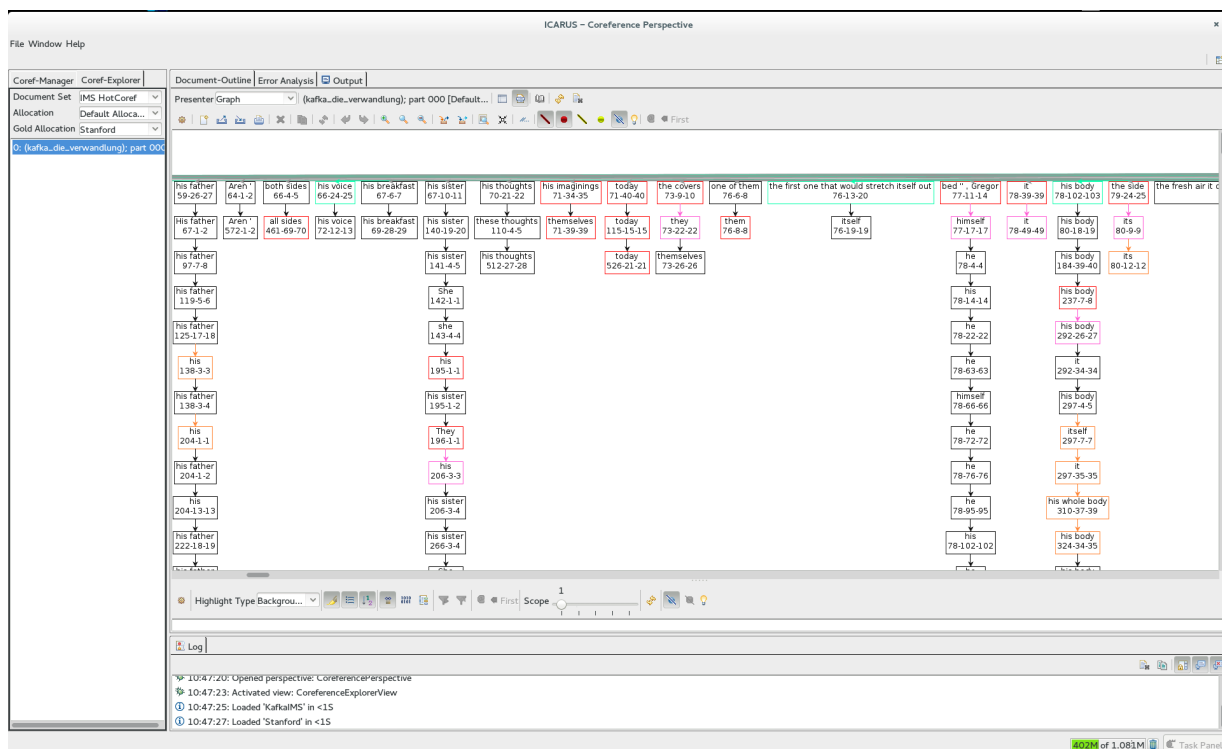 ICARUS – Coreference Perspective
File Window Help
Coref-Manager Coref-Explorer
Document Set IMS HotCoref
Allocation Default Alloca...
Gold Allocation Stanford
0: (kafka_die_verwandlung); part 000
Document-Outline Error Analysis Output
Presenter Graph (kafka_die_verwandlung); part 000 [Default...
First
his father Aren ' both sides his voice his breakfast his sister his thoughts his imaginings today the covers one of them the first one that would stretch itself out bed " , Gregor it his body the side the fresh air it
59-26-27 64-1-2 66-4-5 66-24-25 67-6-7 67-10-11 70-21-22 71-34-35 71-40-40 73-9-10 76-6-8 76-13-20 77-11-14 78-39-39 78-102-103 79-24-25
His father Aren ' all sides his voice his breakfast his sister these thoughts themselves today they them itself himself it his body its
67-1-2 572-1-2 461-69-70 72-12-13 69-28-29 140-19-20 110-4-5 71-39-39 115-15-15 73-22-22 76-8-8 76-19-19 77-17-17 78-49-49 80-18-19 80-9-9
his father his sister his thoughts today themselves he his body its
97-7-8 141-4-5 512-27-28 526-21-21 73-26-26 78-4-4 184-39-40 80-12-12
his father She his his body
119-5-6 142-1-1 78-14-14 237-7-8
his father she he his body
125-17-18 143-4-4 78-22-22 292-26-27
his his he it
138-3-3 195-1-1 78-63-63 292-34-34
his father his sister himself his body
138-3-4 195-1-2 78-66-66 297-4-5
his They he itself
204-1-1 196-1-1 78-72-72 297-7-7
his father his he it
204-1-2 206-3-3 78-76-76 297-35-35
his his sister he his whole body
204-13-13 206-3-4 78-95-95 310-37-39
his father his sister his his body
222-18-19 266-3-4 78-102-102 324-34-35
his father She he his body
1
Highlight Type Backgrou... First Scope
Log
10:47:20: Opened perspective: CoreferencePerspective
10:47:23: Activated view: CoreferenceExplorerView
10:47:25: Loaded 'KafkaIMS' in <1S
10:47:27: Loaded 'Stanford' in <1S
402M of 1.081M Task Panel